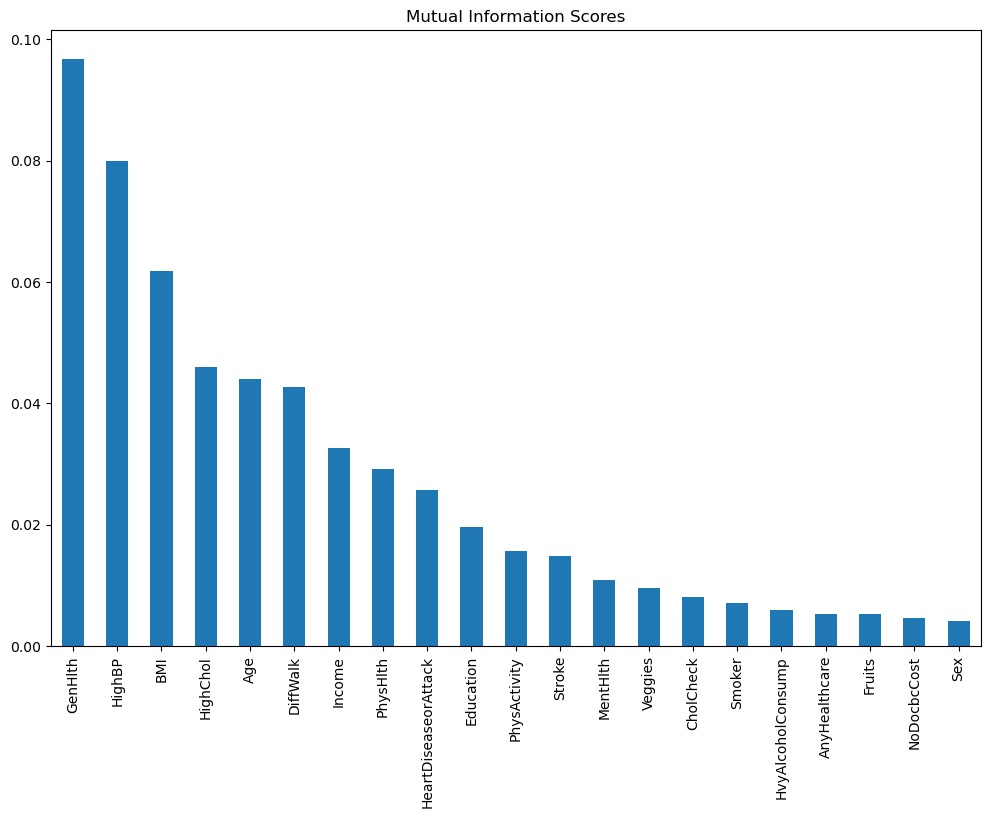 Mutual Information Scores
0.10
0.08
0.06
0.04
0.02
0.00
GenHlth
HighBP
BMI
HighChol
Age
DiffWalk
Income
PhysHlth
HeartDiseaseorAttack
Education
PhysActivity
Stroke
MentHlth
Veggies
CholCheck
Smoker
HvyAlcoholConsump
AnyHealthcare
Fruits
NoDocbcCost
Sex